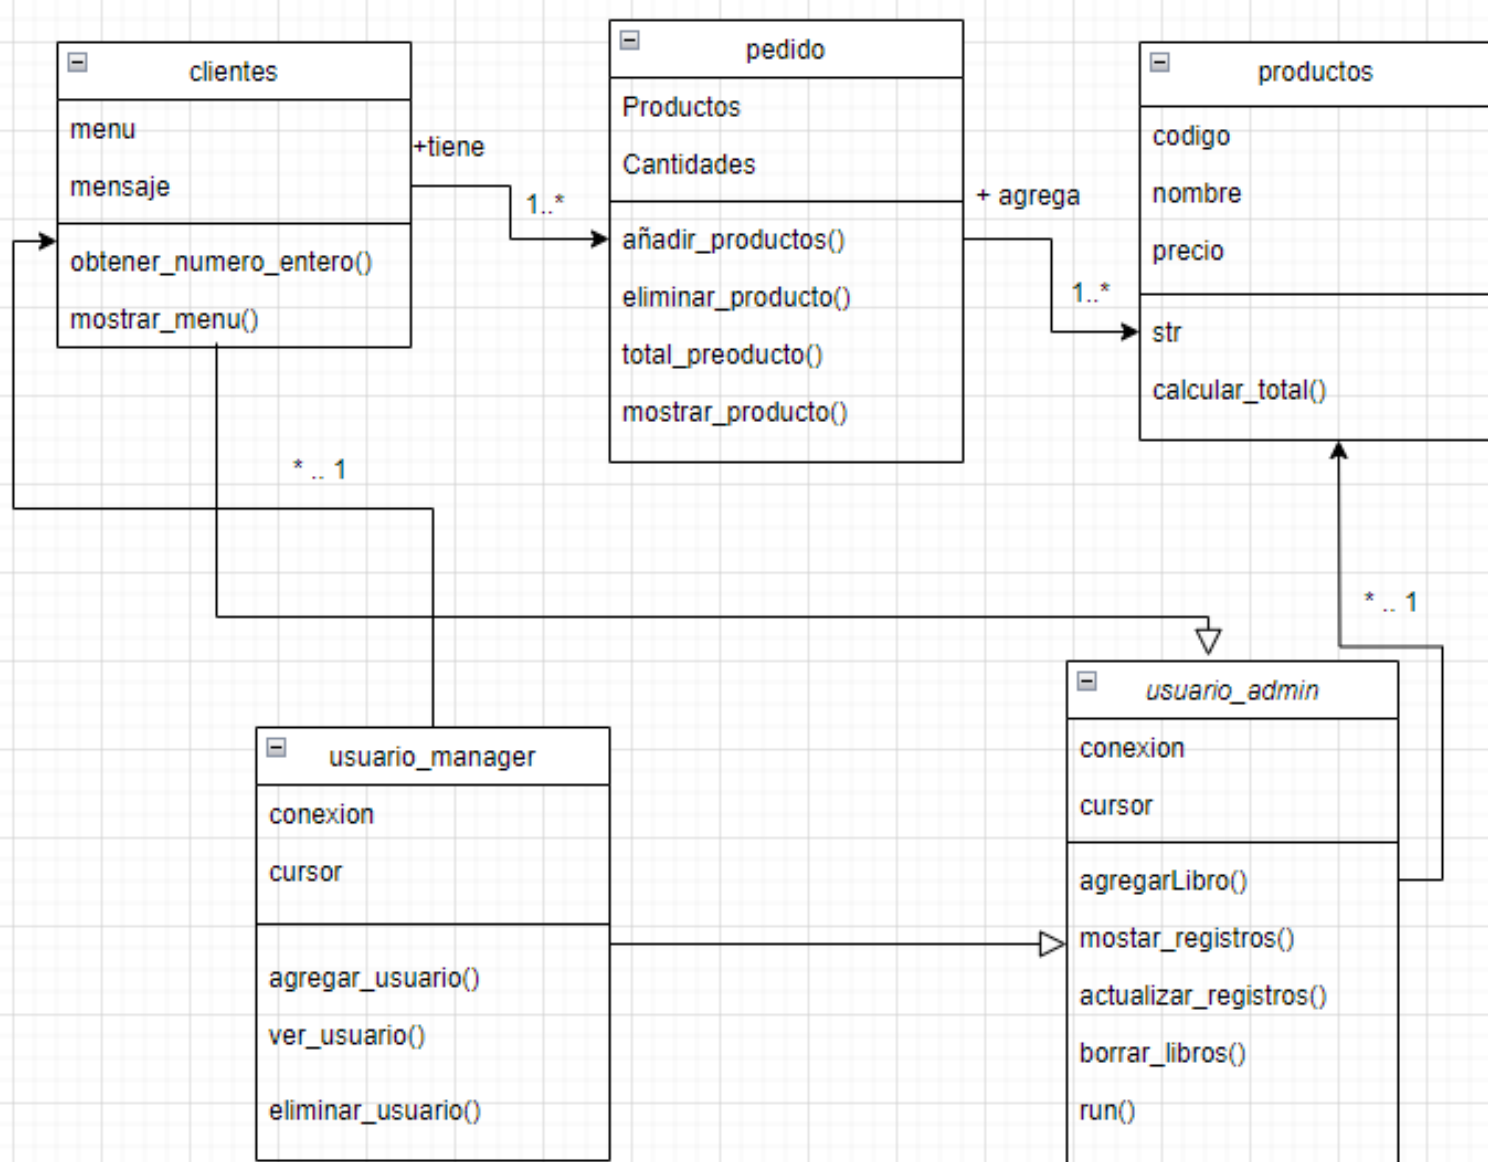 clientes
menu
mensaje
obtener_numero_entero()
mostrar_menu()
+tiene
1..*
pedido
Productos
Cantidades
añadir_productos()
eliminar_producto()
total_preoducto()
mostrar_producto()
+ agrega
1..*
productos
codigo
nombre
precio
str
calcular_total()
* .. 1
* .. 1
usuario_manager
conexion
cursor
agregar_usuario()
ver_usuario()
eliminar_usuario()
usuario_admin
conexion
cursor
agregarLibro()
mostar_registros()
actualizar_registros()
borrar_libros()
run()